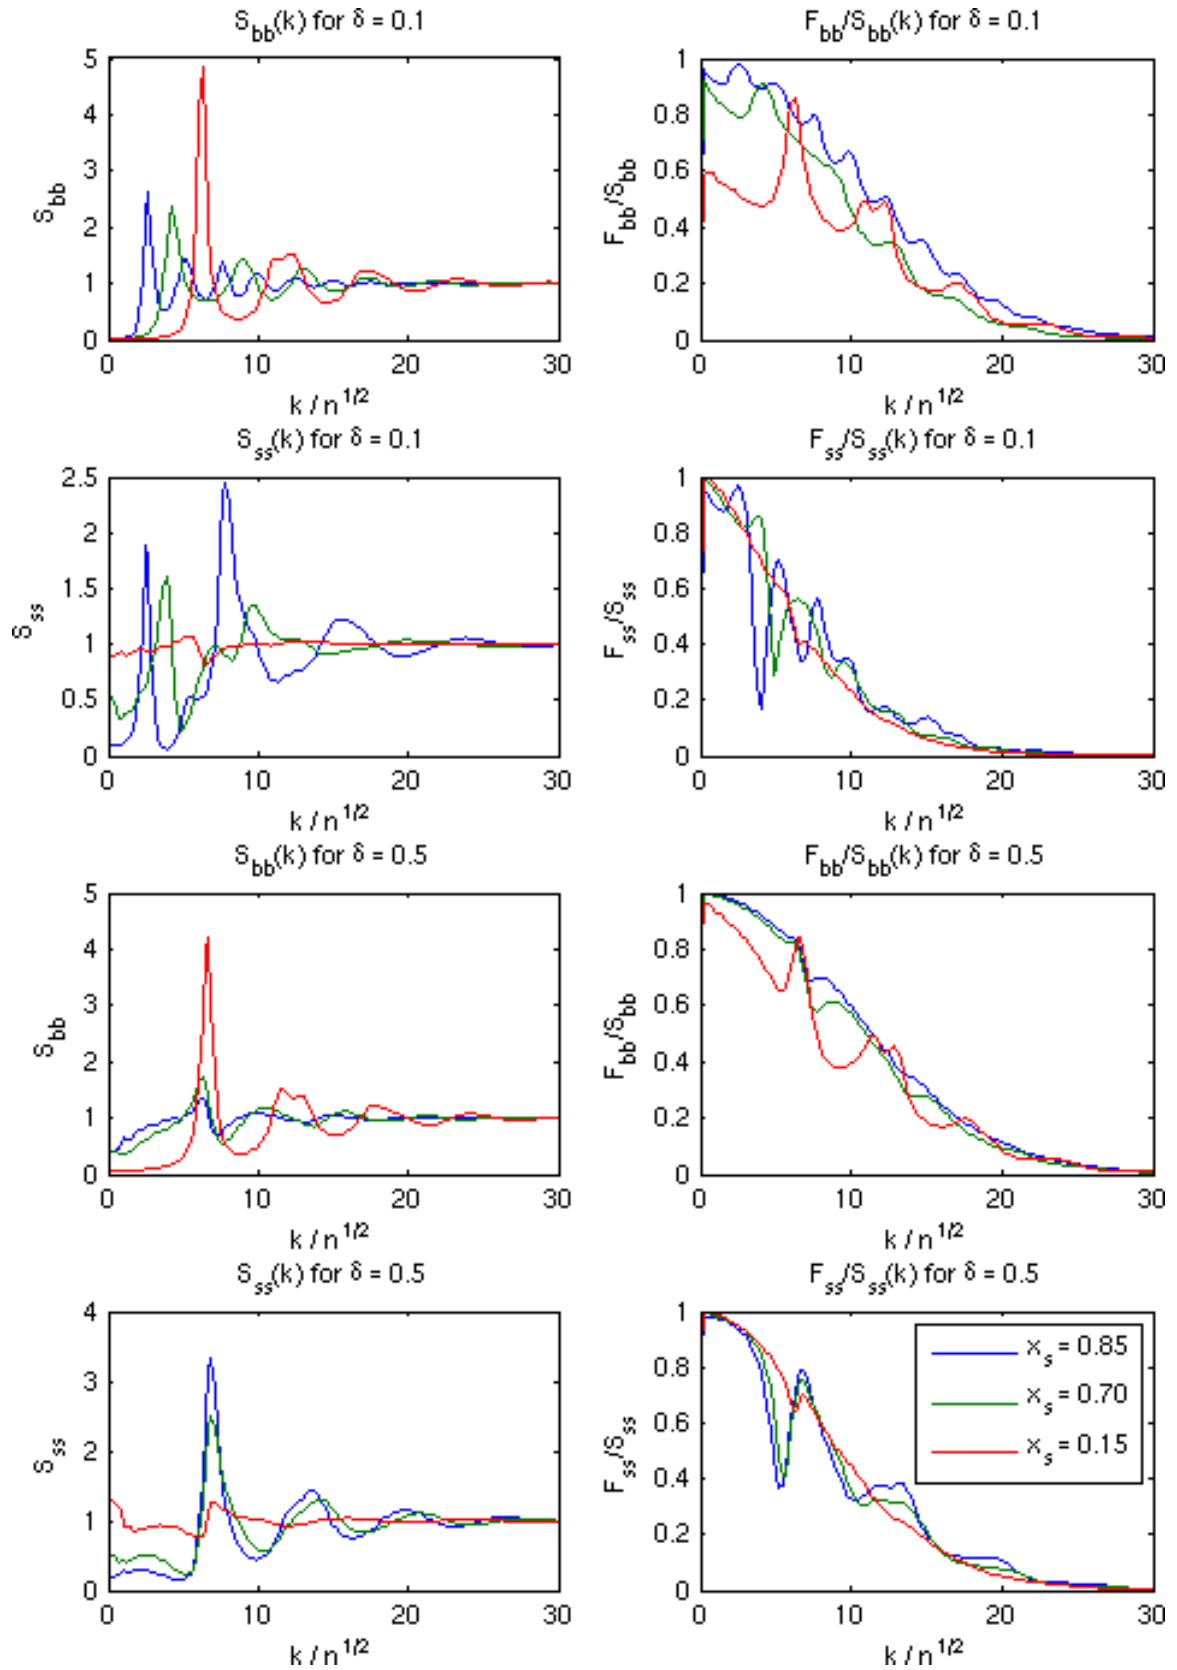 S_bb(k) for δ = 0.1
5
4
3
2
1
0
S_bb
0 10 20 30
k / n^1/2
F_bb/S_bb(k) for δ = 0.1
1
0.8
0.6
0.4
0.2
0
F_bb/S_bb
0 10 20 30
k / n^1/2
S_ss(k) for δ = 0.1
2.5
2
1.5
1
0.5
0
S_ss
0 10 20 30
k / n^1/2
F_ss/S_ss(k) for δ = 0.1
1
0.8
0.6
0.4
0.2
0
F_ss/S_ss
0 10 20 30
k / n^1/2
S_bb(k) for δ = 0.5
5
4
3
2
1
0
S_bb
0 10 20 30
k / n^1/2
F_bb/S_bb(k) for δ = 0.5
1
0.8
0.6
0.4
0.2
0
F_bb/S_bb
0 10 20 30
k / n^1/2
S_ss(k) for δ = 0.5
4
3
2
1
0
S_ss
0 10 20 30
k / n^1/2
F_ss/S_ss(k) for δ = 0.5
1
0.8
0.6
0.4
0.2
0
F_ss/S_ss
x_s = 0.85
x_s = 0.70
x_s = 0.15
0 10 20 30
k / n^1/2